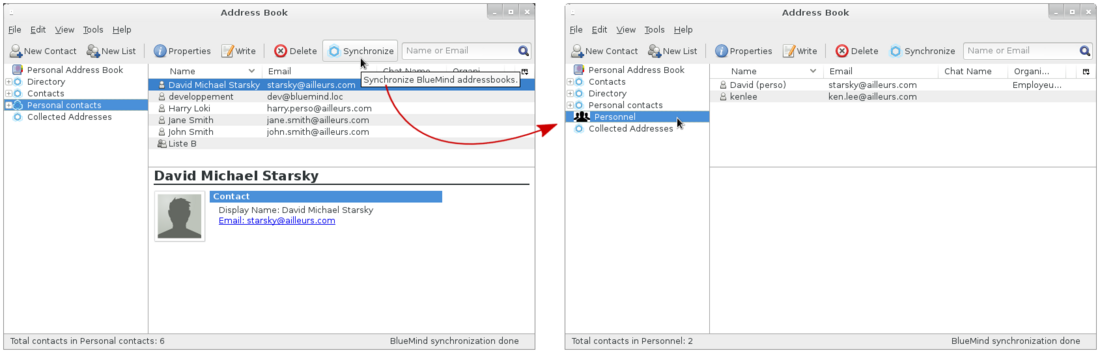 Address Book
File Edit View Tools Help
New Contact New List Properties Write Delete Synchronize Name or Email
Personal Address Book
Directory
Contacts
Personal contacts
Collected Addresses
Name Email Chat Name Organi...
Synchronize BlueMind addressbooks.
David Michael Starsky starsky@ailleurs.com
developpement dev@bluemind.loc
Harry Loki harry.perso@ailleurs.com
Jane Smith jane.smith@ailleurs.com
John Smith john.smith@ailleurs.com
Liste B
David Michael Starsky
Contact
Display Name: David Michael Starsky
Email: starsky@ailleurs.com
Total contacts in Personal contacts: 6 BlueMind synchronization done
Address Book
File Edit View Tools Help
New Contact New List Properties Write Delete Synchronize Name or Email
Personal Address Book
Contacts
Directory
Personal contacts
Personnel
Collected Addresses
Name Email Chat Name Organi...
David (perso) starsky@ailleurs.com Employeu...
kenlee ken.lee@ailleurs.com
Total contacts in Personnel: 2 BlueMind synchronization done